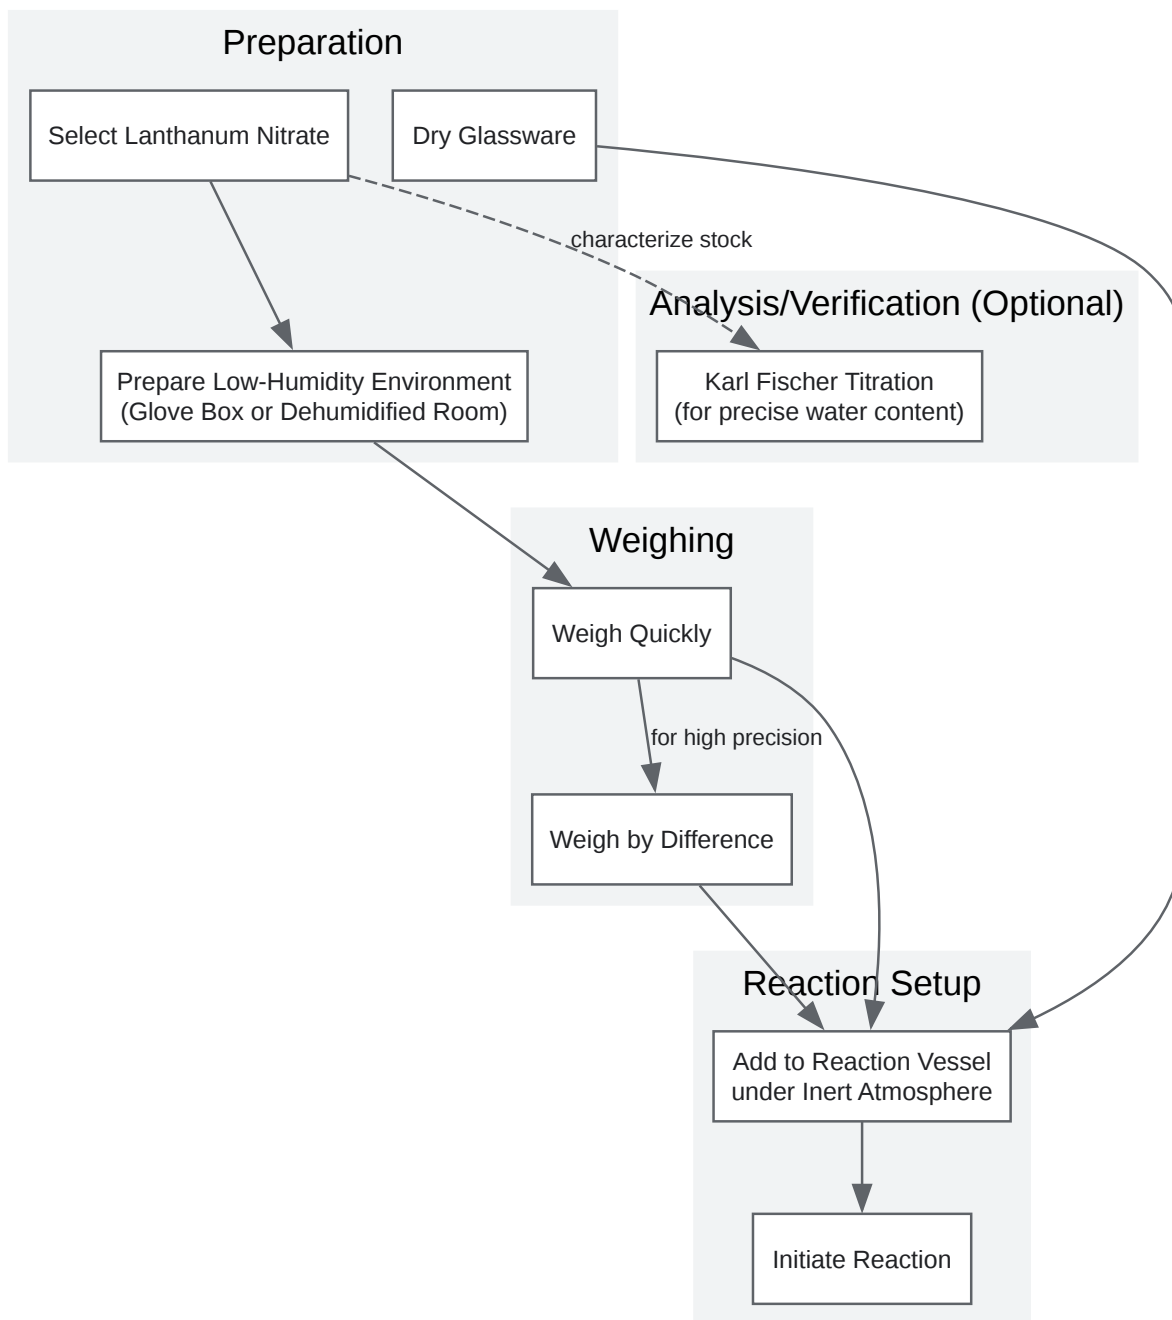 Preparation
Select Lanthanum Nitrate
Dry Glassware
characterize stock
Analysis/Verification (Optional)
Prepare Low-Humidity Environment
(Glove Box or Dehumidified Room)
Karl Fischer Titration
(for precise water content)
Weighing
Weigh Quickly
for high precision
Weigh by Difference
Reaction Setup
Add to Reaction Vessel
under Inert Atmosphere
Initiate Reaction